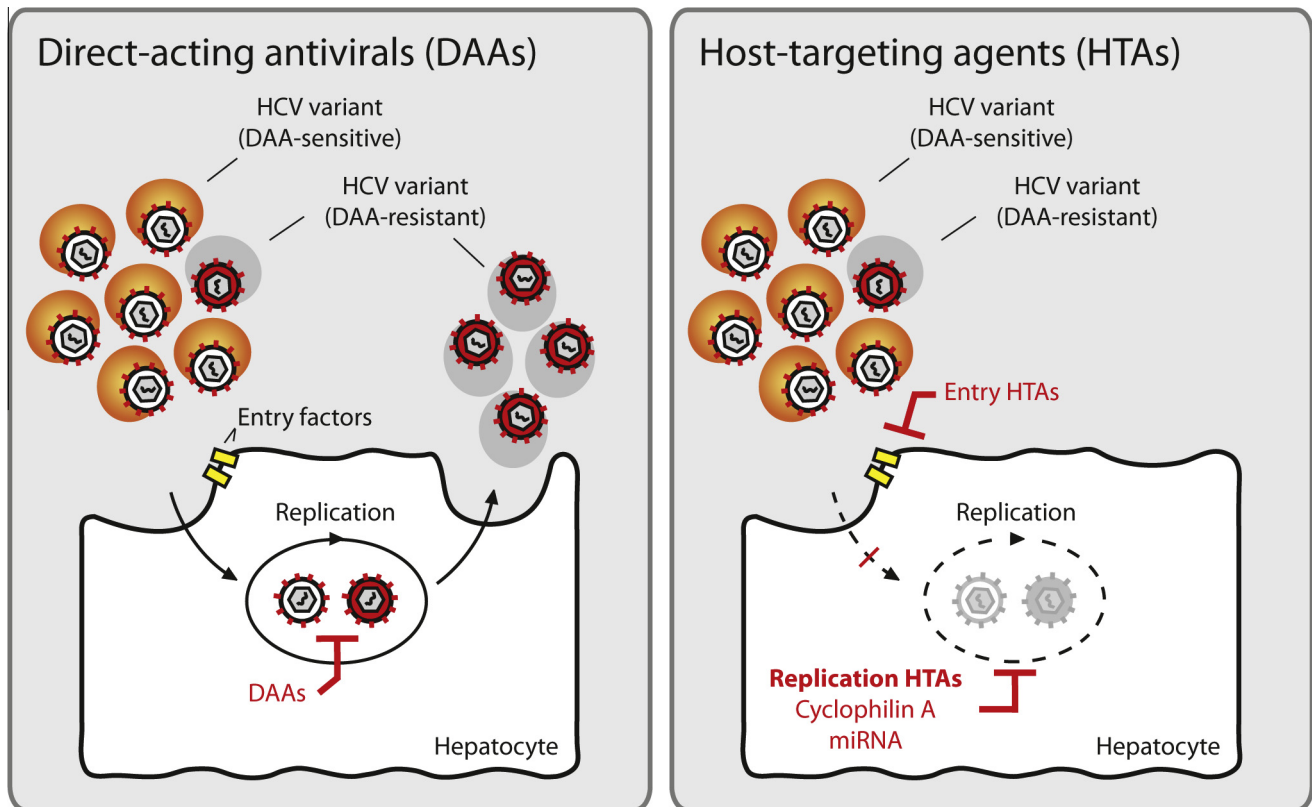 Direct-acting antivirals (DAAs)
HCV variant
(DAA-sensitive)
HCV variant
(DAA-resistant)
Entry factors
Replication
DAAs
Hepatocyte
Host-targeting agents (HTAs)
HCV variant
(DAA-sensitive)
HCV variant
(DAA-resistant)
Entry HTAs
Replication
Replication HTAs
Cyclophilin A
miRNA
Hepatocyte